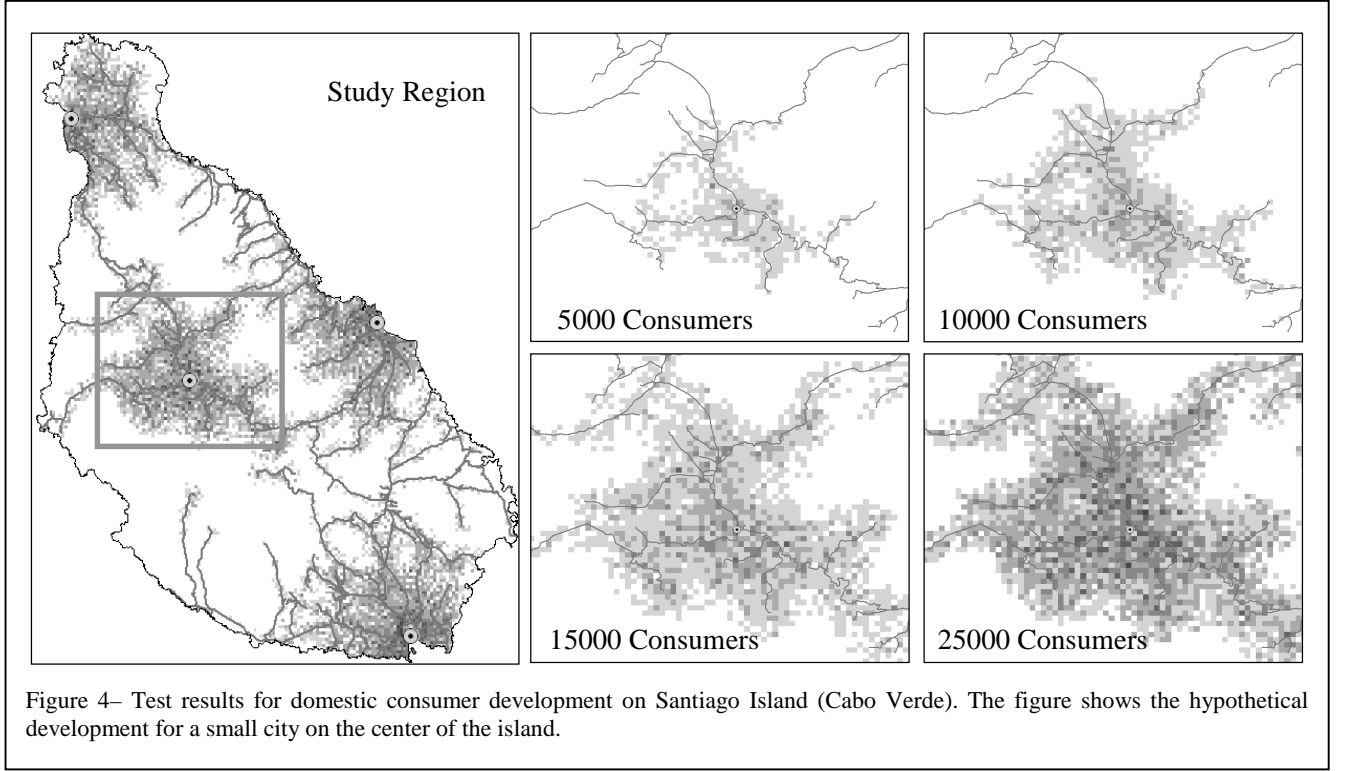 Study Region
5000 Consumers
10000 Consumers
15000 Consumers
25000 Consumers
Figure 4– Test results for domestic consumer development on Santiago Island (Cabo Verde). The figure shows the hypothetical
development for a small city on the center of the island.